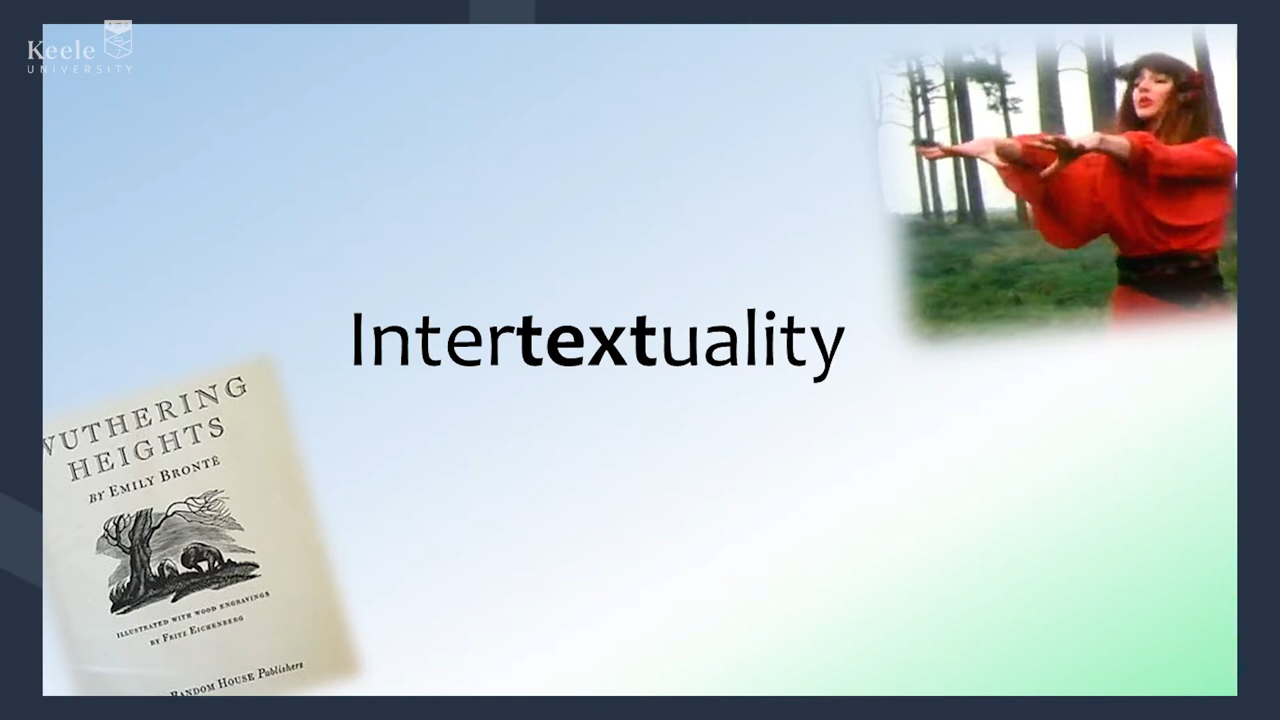 Keele
UNIVERSITY
Intertextuality
WUTHERING
HEIGHTS
BY EMILY BRONTË
ILLUSTRATED WITH WOOD ENGRAVINGS
BY FRITZ EICHENBERG
RANDOM HOUSE Publishers